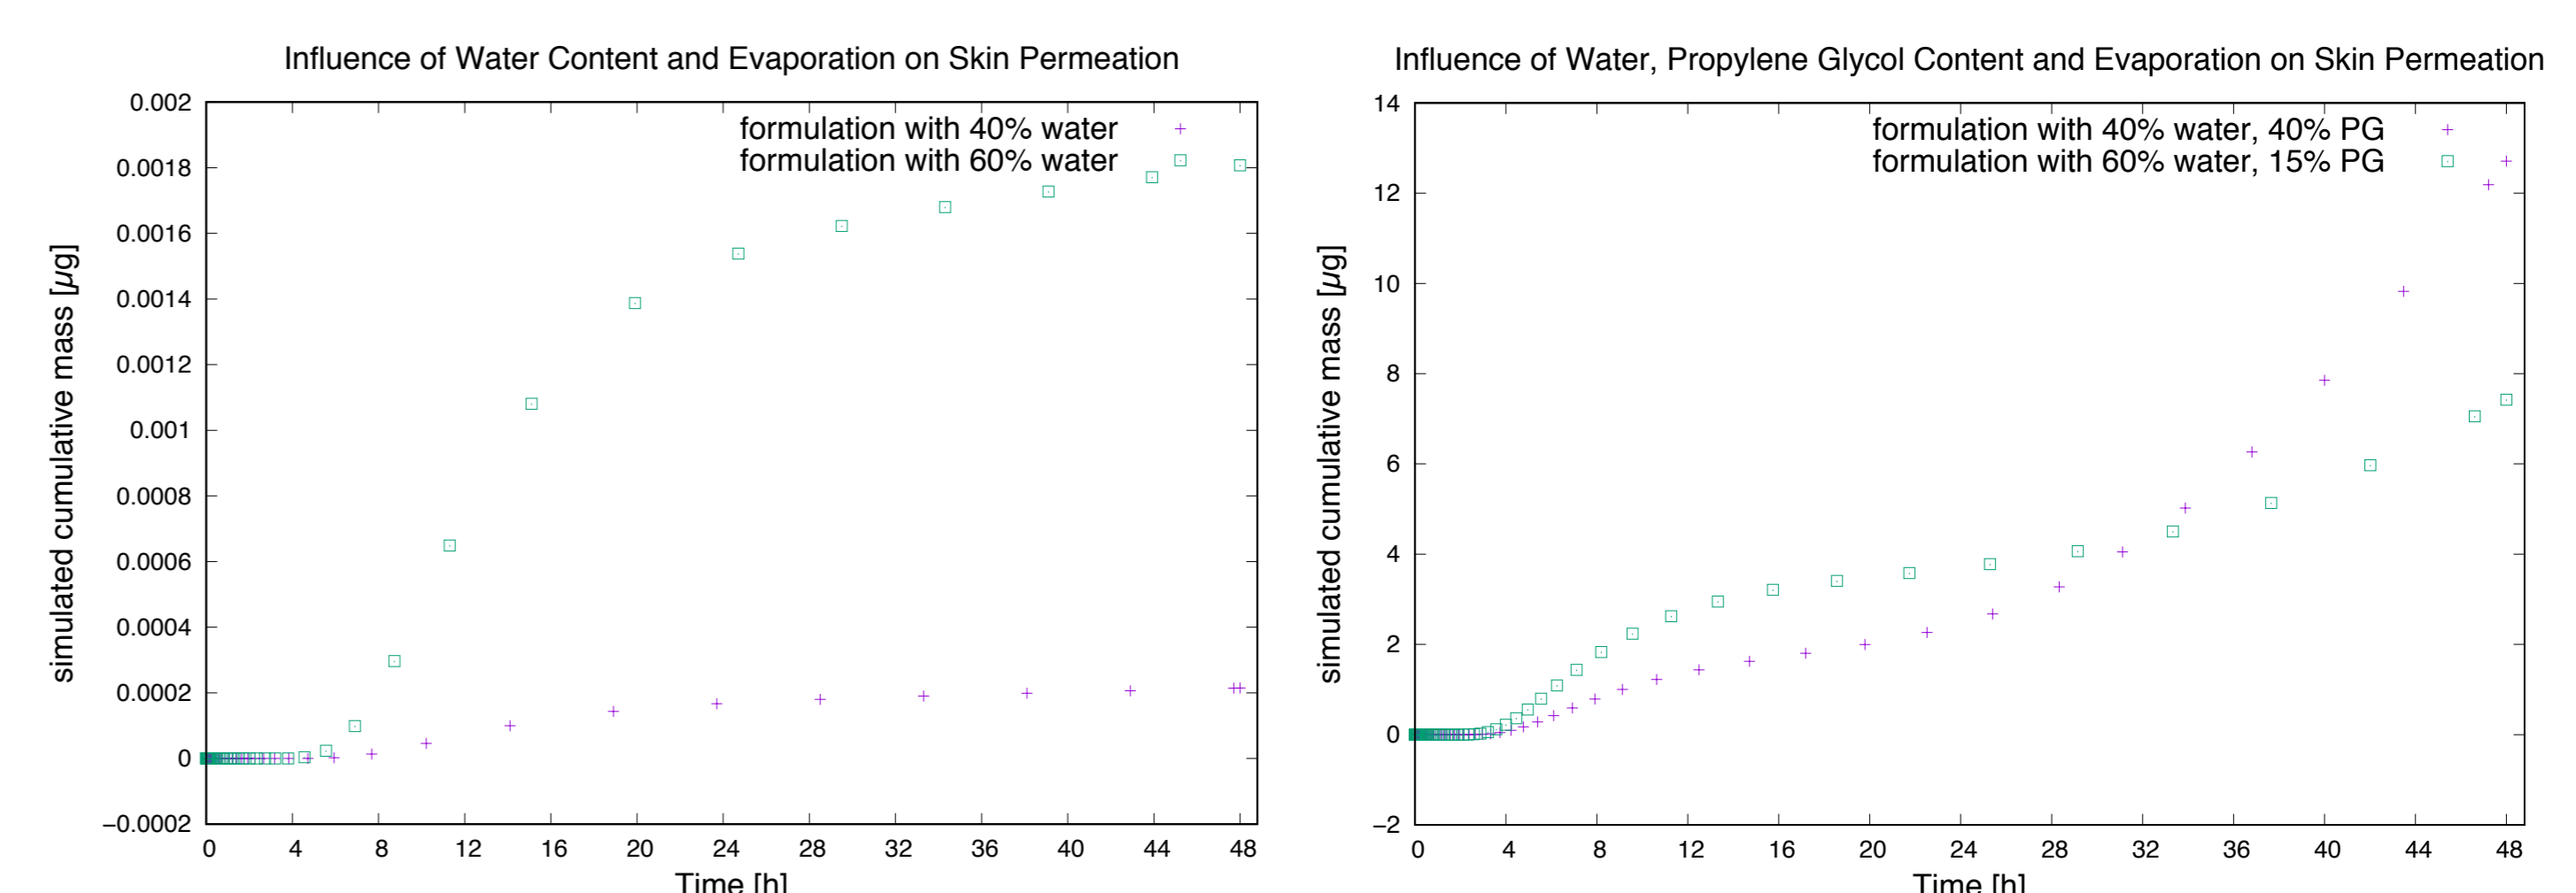 Influence of Water Content and Evaporation on Skin Permeation
0.002
0.0018
0.0016
0.0014
0.0012
0.001
0.0008
0.0006
0.0004
0.0002
0
−0.0002
simulated cumulative mass [µg]
formulation with 40% water
formulation with 60% water
0 4 8 12 16 20 24 28 32 36 40 44 48
Time [h]
Influence of Water, Propylene Glycol Content and Evaporation on Skin Permeation
14
12
10
8
6
4
2
0
−2
simulated cumulative mass [µg]
formulation with 40% water, 40% PG
formulation with 60% water, 15% PG
0 4 8 12 16 20 24 28 32 36 40 44 48
Time [h]